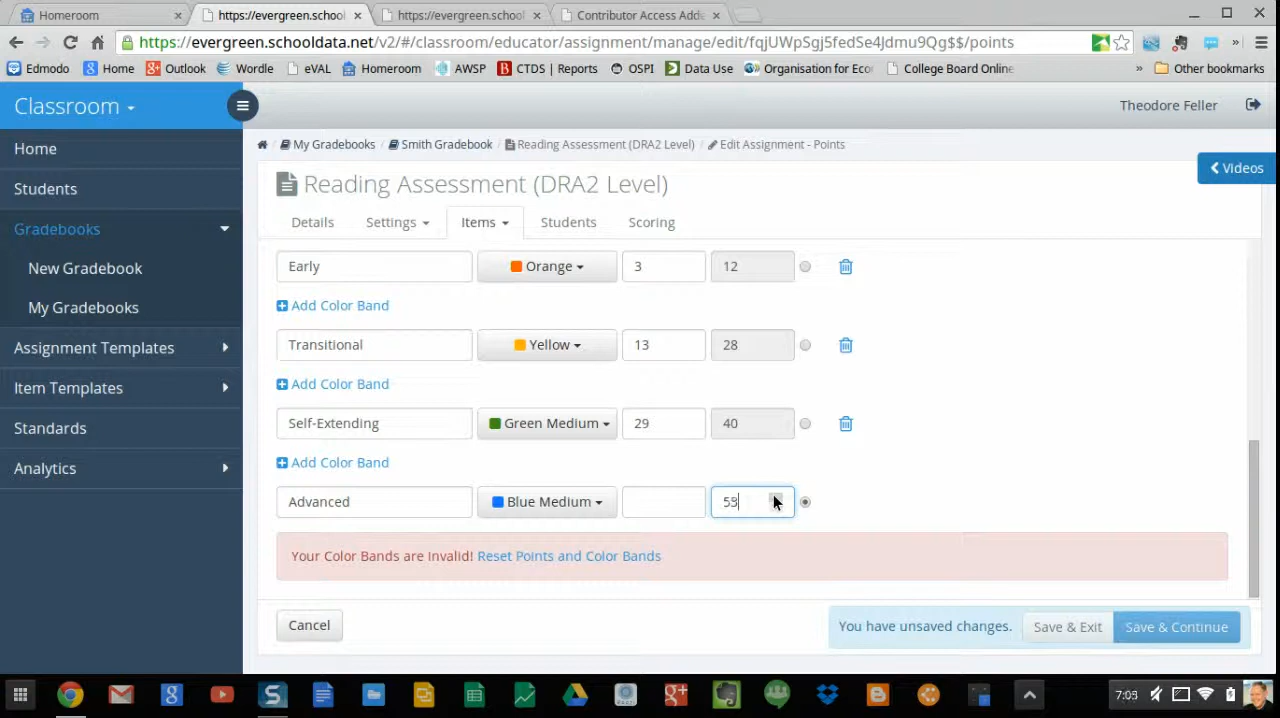 Homeroom
https://evergreen.school
https://evergreen.school
Contributor Access Adde
https://evergreen.schooldata.net/v2/#/classroom/educator/assignment/manage/edit/fqjUWpSgj5fedSe4Jdmu9Qg$$/points
Edmodo Home Outlook Wordle eVAL Homeroom AWSP CTDS | Reports OSPI Data Use Organisation for Eco College Board Online » Other bookmarks
Classroom
Theodore Feller
Home
Students
Gradebooks
New Gradebook
My Gradebooks
Assignment Templates
Item Templates
Standards
Analytics
My Gradebooks / Smith Gradebook / Reading Assessment (DRA2 Level) / Edit Assignment - Points
Videos
Reading Assessment (DRA2 Level)
Details Settings Items Students Scoring
Early Orange 3 12
Add Color Band
Transitional Yellow 13 28
Add Color Band
Self-Extending Green Medium 29 40
Add Color Band
Advanced Blue Medium
Your Color Bands are Invalid! Reset Points and Color Bands
Cancel
You have unsaved changes. Save & Exit Save & Continue
7:05